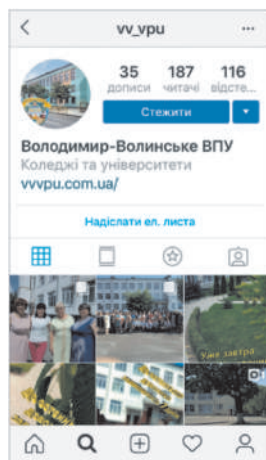 vv_vpu
35 187 116
дописи читачі відсте...
Стежити
Володимир-Волинське ВПУ
Коледжі та університети
vvvpu.com.ua/
Надіслати ел. листа
Уже завтра